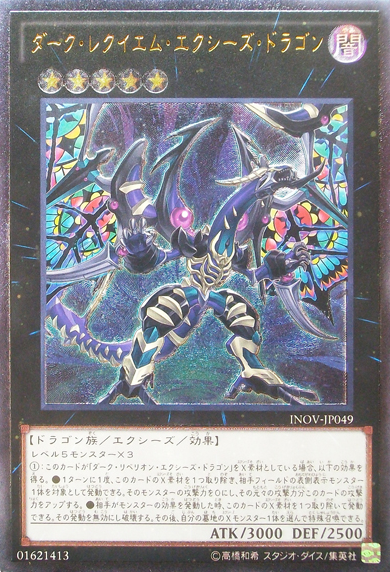 ダーク・レクイエム・エクシーズ・ドラゴン
闇
INOV-JP049
【ドラゴン族／エクシーズ／効果】
レベル５モンスター×３
①：このカードが「ダーク・リベリオン・エクシーズ・ドラゴン」をX素材としている場合、以下の効果を
得る。●１ターンに１度、このカードのX素材を１つ取り除き、相手フィールドの表側表示モンスター
１体を対象として発動できる。そのモンスターの攻撃力を０にし、その元々の攻撃力分このカードの攻撃
力をアップする。●相手がモンスターの効果を発動した時、このカードのX素材を１つ取り除いて発動
できる。その発動を無効にし破壊する。その後、自分の墓地のXモンスター１体を選んで特殊召喚できる。
ATK/3000 DEF/2500
01621413
©高橋和希 スタジオ・ダイス/集英社